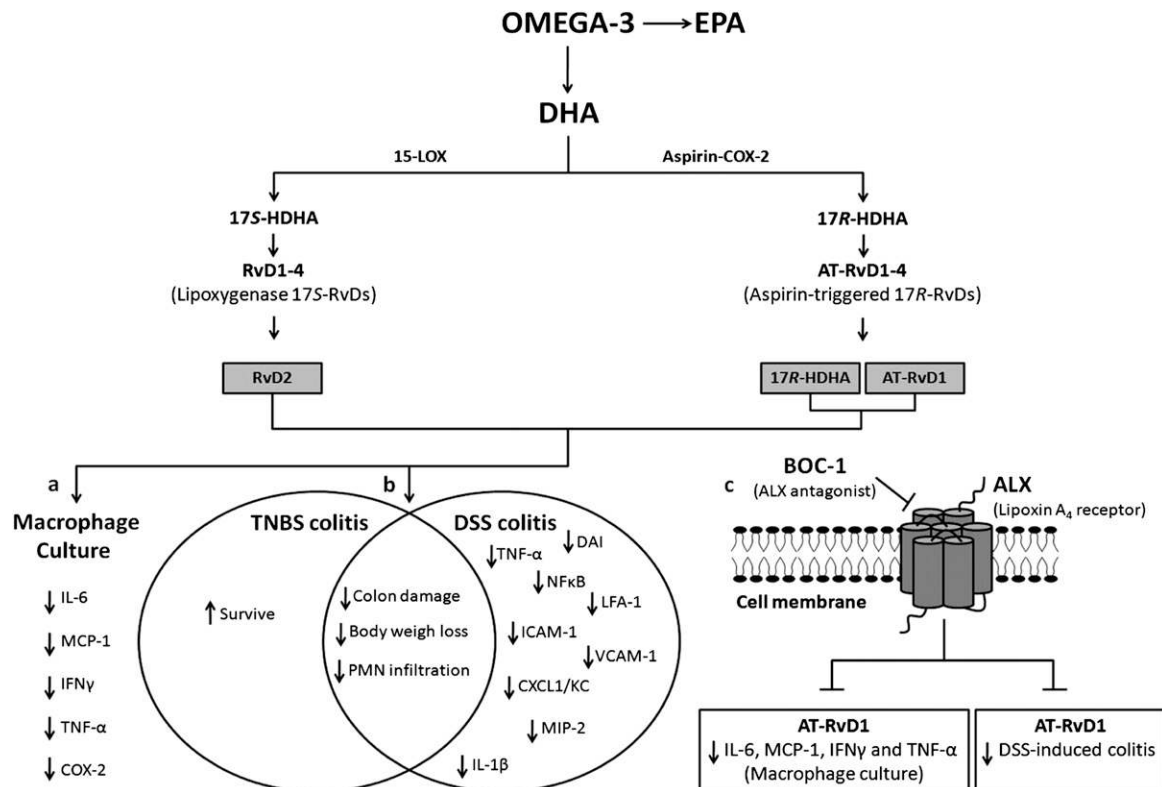 OMEGA-3 → EPA
DHA
15-LOX
Aspirin-COX-2
17S-HDHA
17R-HDHA
RvD1-4
(Lipoxygenase 17S-RvDs)
AT-RvD1-4
(Aspirin-triggered 17R-RvDs)
RvD2
17R-HDHA
AT-RvD1
a
Macrophage
Culture
↓ IL-6
↓ MCP-1
↓ IFNγ
↓ TNF-α
↓ COX-2
b
TNBS colitis
↑ Survive
↓ Colon damage
↓ Body weigh loss
↓ PMN infiltration
DSS colitis
↓ DAI
↓ TNF-α
↓ NFκB
↓ LFA-1
↓ ICAM-1
↓ VCAM-1
↓ CXCL1/KC
↓ MIP-2
↓ IL-1β
c
BOC-1
(ALX antagonist)
ALX
(Lipoxin A₄ receptor)
Cell membrane
AT-RvD1
↓ IL-6, MCP-1, IFNγ and TNF-α
(Macrophage culture)
AT-RvD1
↓ DSS-induced colitis